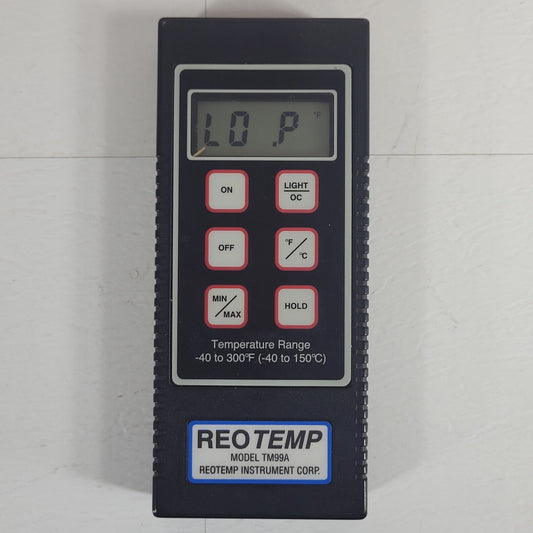 LO .P °F
ON
LIGHT
OC
OFF
°F/°C
MIN/MAX
HOLD
Temperature Range
-40 to 300°F (-40 to 150°C)
REOTEMP
MODEL TM99A
REOTEMP INSTRUMENT CORP.